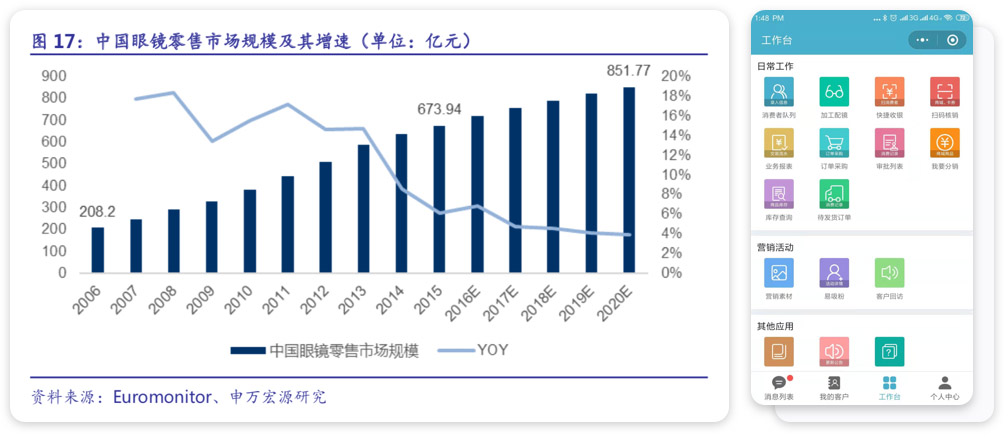 图 17：中国眼镜零售市场规模及其增速（单位：亿元）
900
800
700
600
500
400
300
200
100
0
208.2
673.94
851.77
20%
18%
16%
14%
12%
10%
8%
6%
4%
2%
0%
2006
2007
2008
2009
2010
2011
2012
2013
2014
2015
2016E
2017E
2018E
2019E
2020E
中国眼镜零售市场规模
YOY
资料来源：Euromonitor、申万宏源研究
1:48 PM
3G 4G
工作台
日常工作
消费者队列 加工配镜 快捷收银 扫码核销
业务报表 订单采购 审批列表 我要分销
库存查询 待发货订单
营销活动
营销素材 易吸粉 客户回访
其他应用
消息列表 我的客户 工作台 个人中心